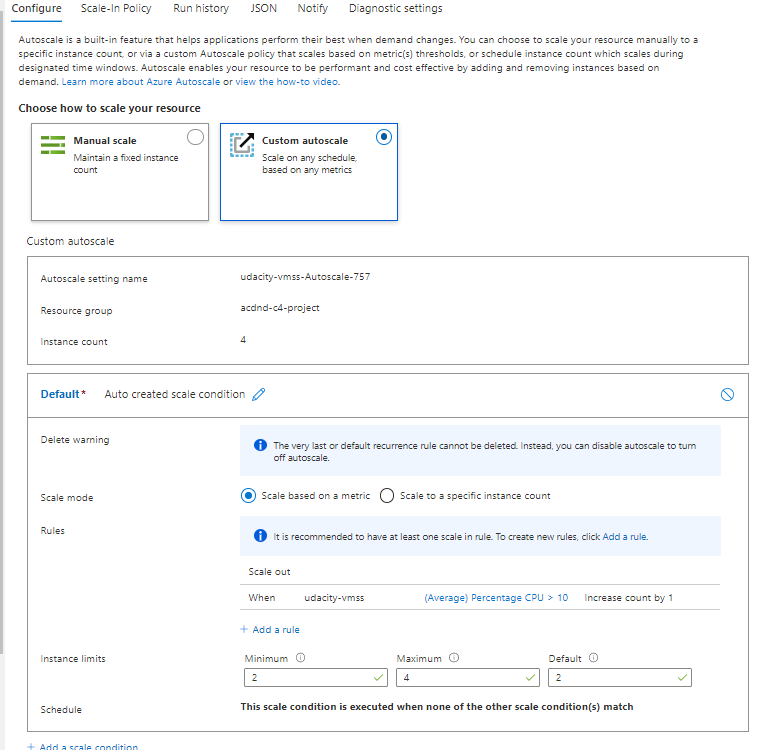 Configure Scale-In Policy Run history JSON Notify Diagnostic settings
Autoscale is a built-in feature that helps applications perform their best when demand changes. You can choose to scale your resource manually to a
specific instance count, or via a custom Autoscale policy that scales based on metric(s) thresholds, or schedule instance count which scales during
designated time windows. Autoscale enables your resource to be performant and cost effective by adding and removing instances based on
demand. Learn more about Azure Autoscale or view the how-to video.
Choose how to scale your resource
Manual scale
Maintain a fixed instance
count
Custom autoscale
Scale on any schedule,
based on any metrics
Custom autoscale
Autoscale setting name udacity-vmss-Autoscale-757
Resource group acdnd-c4-project
Instance count 4
Default* Auto created scale condition
Delete warning
The very last or default recurrence rule cannot be deleted. Instead, you can disable autoscale to turn
off autoscale.
Scale mode Scale based on a metric Scale to a specific instance count
Rules
It is recommended to have at least one scale in rule. To create new rules, click Add a rule.
Scale out
When udacity-vmss (Average) Percentage CPU > 10 Increase count by 1
+ Add a rule
Instance limits Minimum Maximum Default
2 4 2
Schedule This scale condition is executed when none of the other scale condition(s) match
+ Add a scale condition